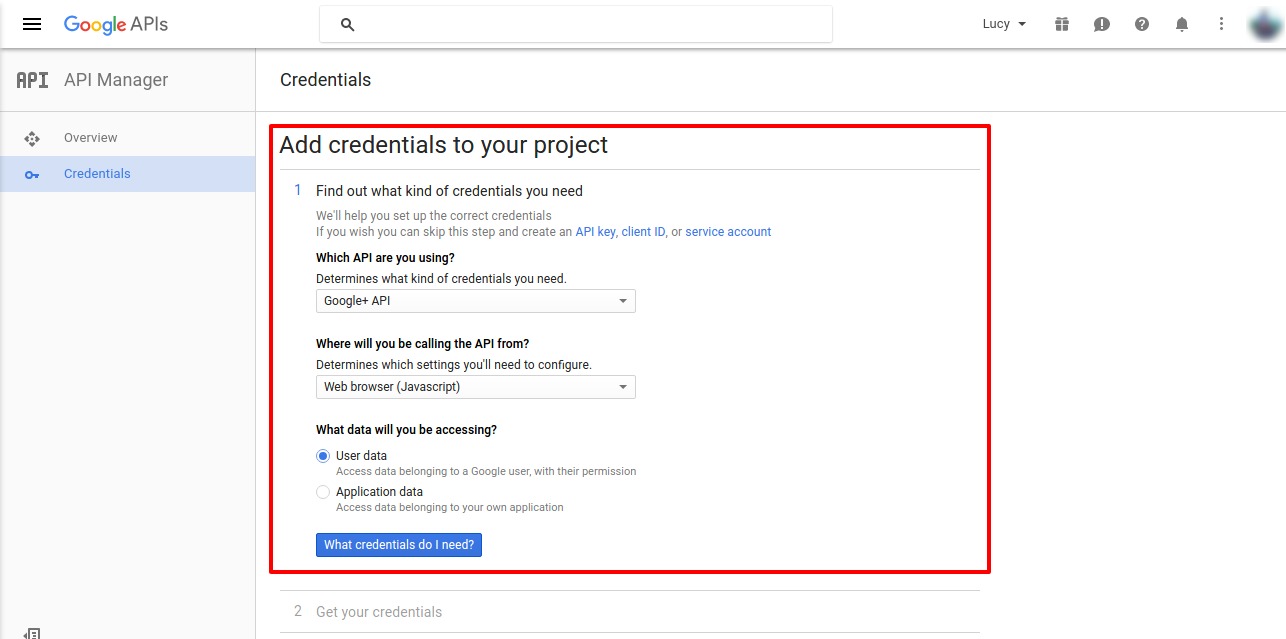 Google APIs
Lucy
API API Manager
Credentials
Overview
Credentials
Add credentials to your project
1 Find out what kind of credentials you need
We'll help you set up the correct credentials
If you wish you can skip this step and create an API key, client ID, or service account
Which API are you using?
Determines what kind of credentials you need.
Google+ API
Where will you be calling the API from?
Determines which settings you'll need to configure.
Web browser (Javascript)
What data will you be accessing?
User data
Access data belonging to a Google user, with their permission
Application data
Access data belonging to your own application
What credentials do I need?
2 Get your credentials